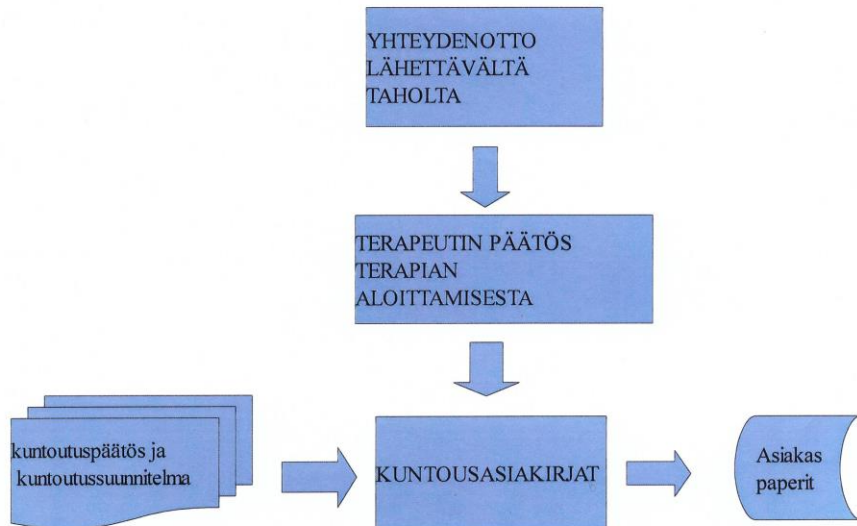 YHTEYDENOTTO
LÄHETTÄVÄLTÄ
TAHOLTA
TERAPEUTIN PÄÄTÖS
TERAPIAN
ALOITTAMISESTA
kuntoutuspäätös ja
kuntoutussuunnitelma
KUNTOUSASIAKIRJAT
Asiakas
paperit